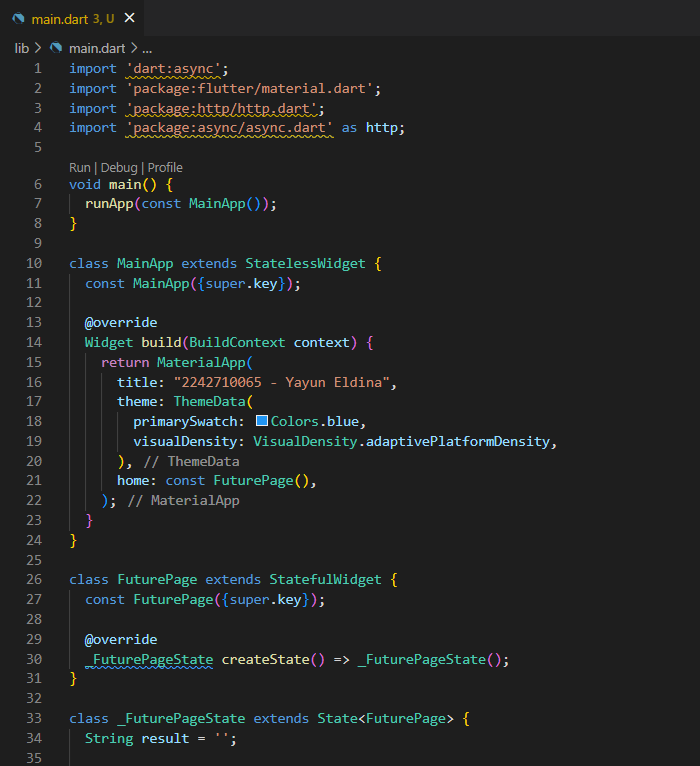 main.dart 3, U ×
lib > main.dart > ...
1 import 'dart:async';
2 import 'package:flutter/material.dart';
3 import 'package:http/http.dart';
4 import 'package:async/async.dart' as http;
5
Run | Debug | Profile
6 void main() {
7   runApp(const MainApp());
8 }
9
10 class MainApp extends StatelessWidget {
11   const MainApp({super.key});
12
13   @override
14   Widget build(BuildContext context) {
15     return MaterialApp(
16       title: "2242710065 - Yayun Eldina",
17       theme: ThemeData(
18         primarySwatch: Colors.blue,
19         visualDensity: VisualDensity.adaptivePlatformDensity,
20       ), // ThemeData
21       home: const FuturePage(),
22     ); // MaterialApp
23   }
24 }
25
26 class FuturePage extends StatefulWidget {
27   const FuturePage({super.key});
28
29   @override
30   _FuturePageState createState() => _FuturePageState();
31 }
32
33 class _FuturePageState extends State<FuturePage> {
34   String result = '';
35